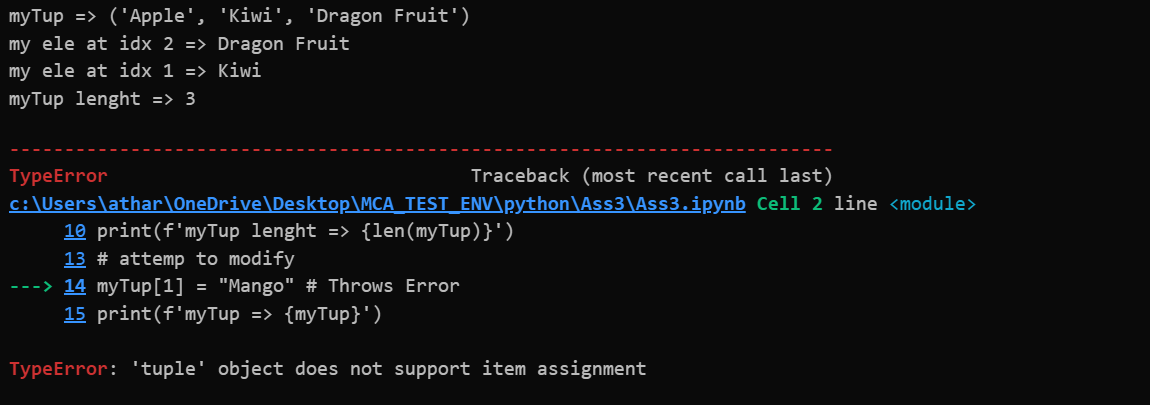 myTup => ('Apple', 'Kiwi', 'Dragon Fruit')
my ele at idx 2 => Dragon Fruit
my ele at idx 1 => Kiwi
myTup lenght => 3
---------------------------------------------------------------------------
TypeError                                 Traceback (most recent call last)
c:\Users\athar\OneDrive\Desktop\MCA_TEST_ENV\python\Ass3\Ass3.ipynb Cell 2 line <module>
     10 print(f'myTup lenght => {len(myTup)}')
     13 # attemp to modify
---> 14 myTup[1] = "Mango" # Throws Error
     15 print(f'myTup => {myTup}')
TypeError: 'tuple' object does not support item assignment